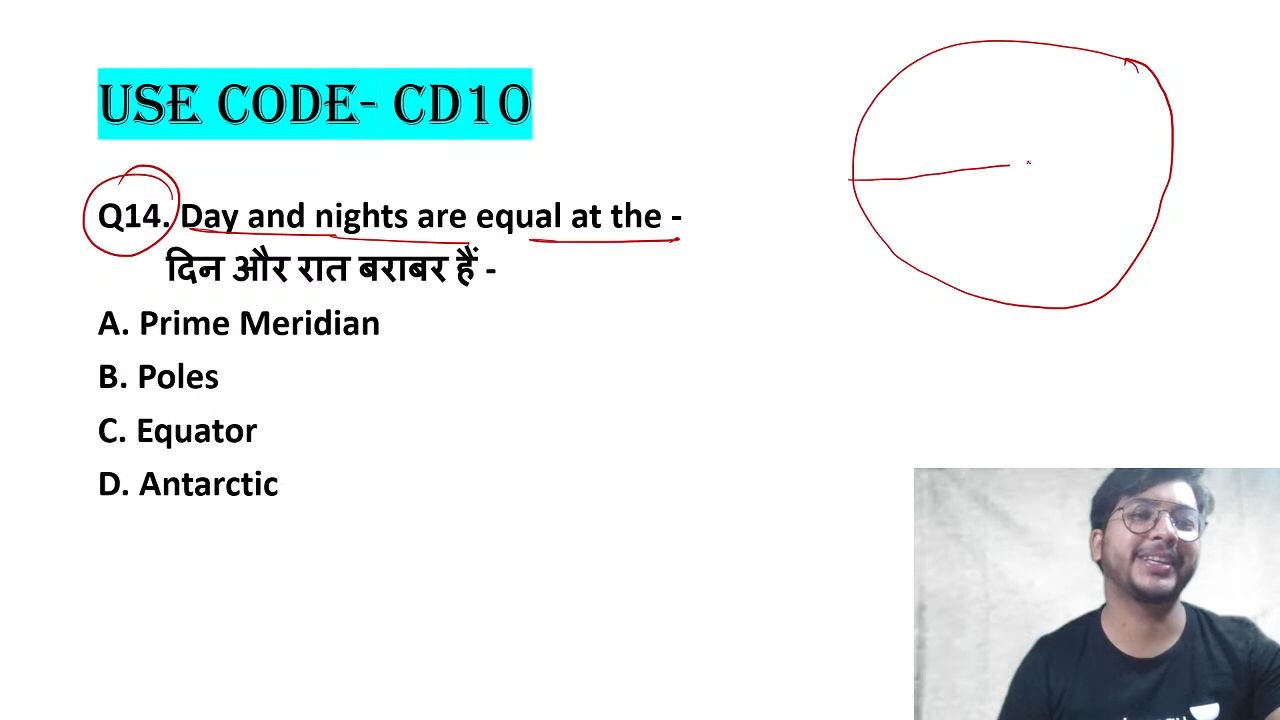 USE CODE- CD10
Q14. Day and nights are equal at the -
दिन और रात बराबर हैं -
A. Prime Meridian
B. Poles
C. Equator
D. Antarctic